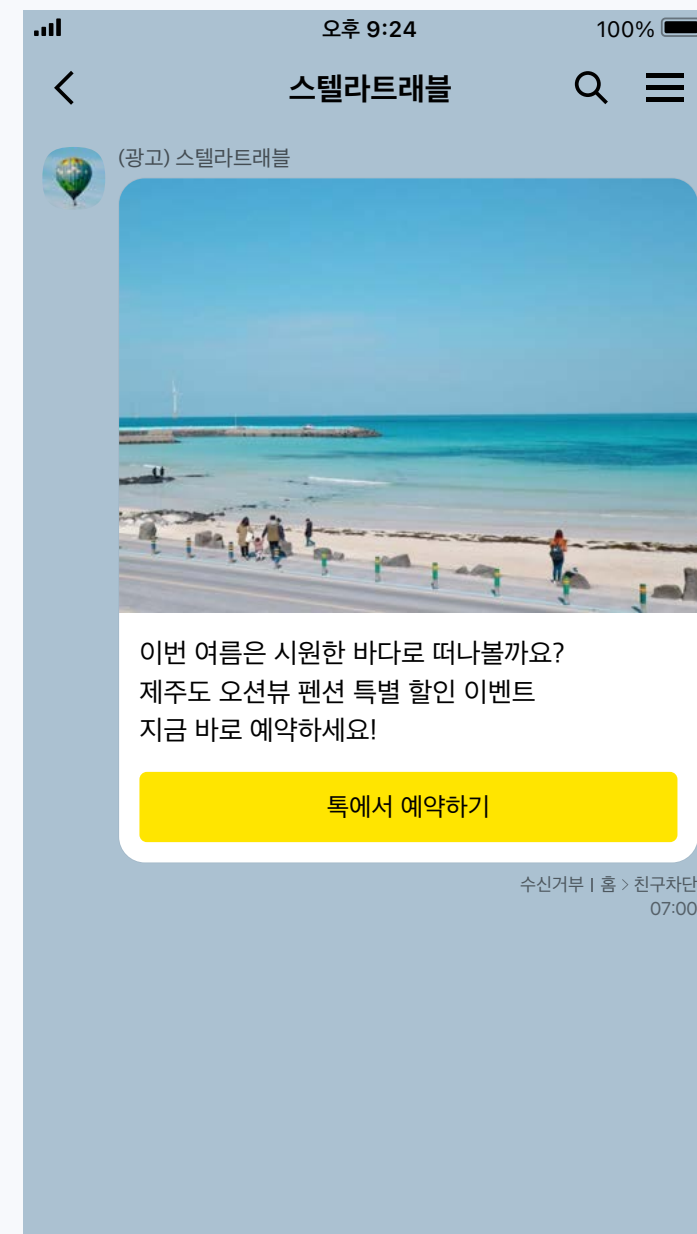 오후 9:24
100%
스텔라트래블
(광고) 스텔라트래블
이번 여름은 시원한 바다로 떠나볼까요?
제주도 오션뷰 펜션 특별 할인 이벤트
지금 바로 예약하세요!
톡에서 예약하기
수신거부 | 홈 > 친구차단
07:00